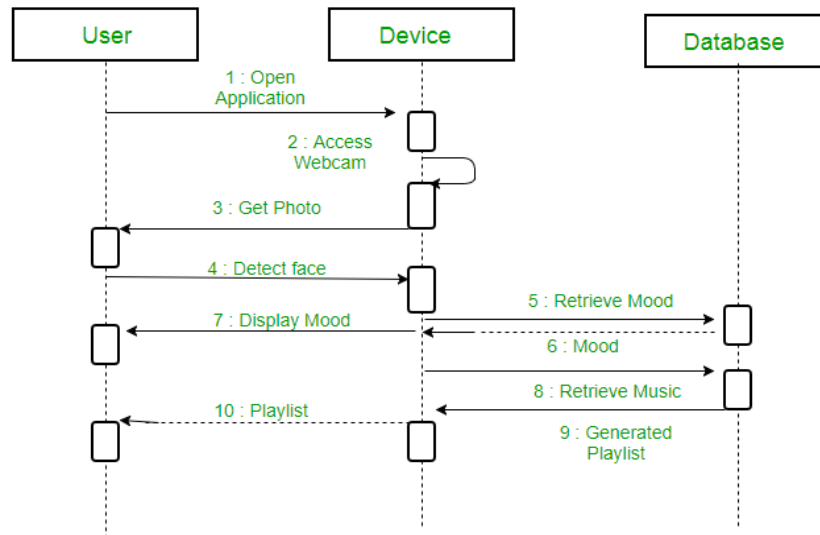 User
Device
Database
1 : Open
Application
2 : Access
Webcam
3 : Get Photo
4 : Detect face
5 : Retrieve Mood
7 : Display Mood
6 : Mood
8 : Retrieve Music
10 : Playlist
9 : Generated
Playlist